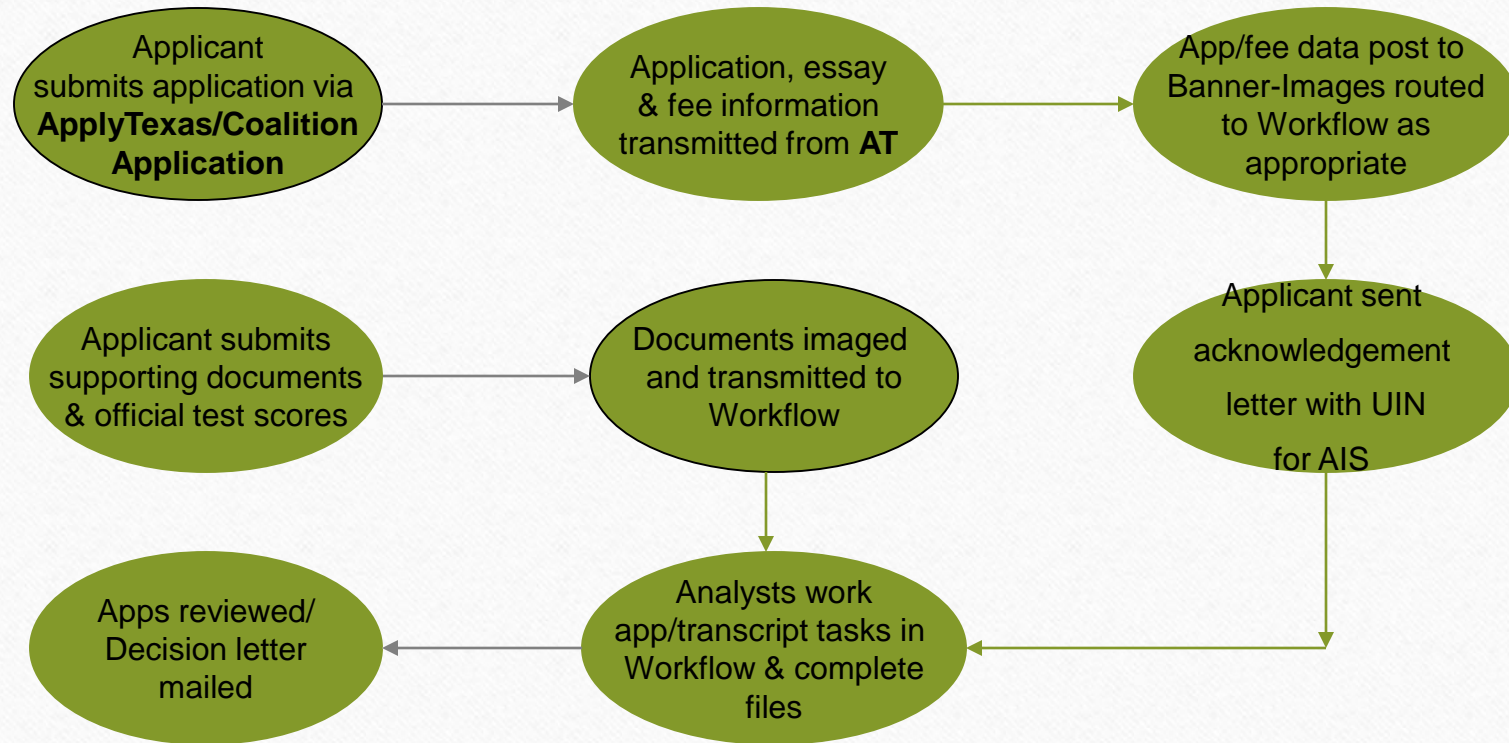 Applicant
submits application via
ApplyTexas/Coalition
Application
Application, essay
& fee information
transmitted from AT
App/fee data post to
Banner-Images routed
to Workflow as
appropriate
Applicant submits
supporting documents
& official test scores
Documents imaged
and transmitted to
Workflow
Applicant sent
acknowledgement
letter with UIN
for AIS
Apps reviewed/
Decision letter
mailed
Analysts work
app/transcript tasks in
Workflow & complete
files